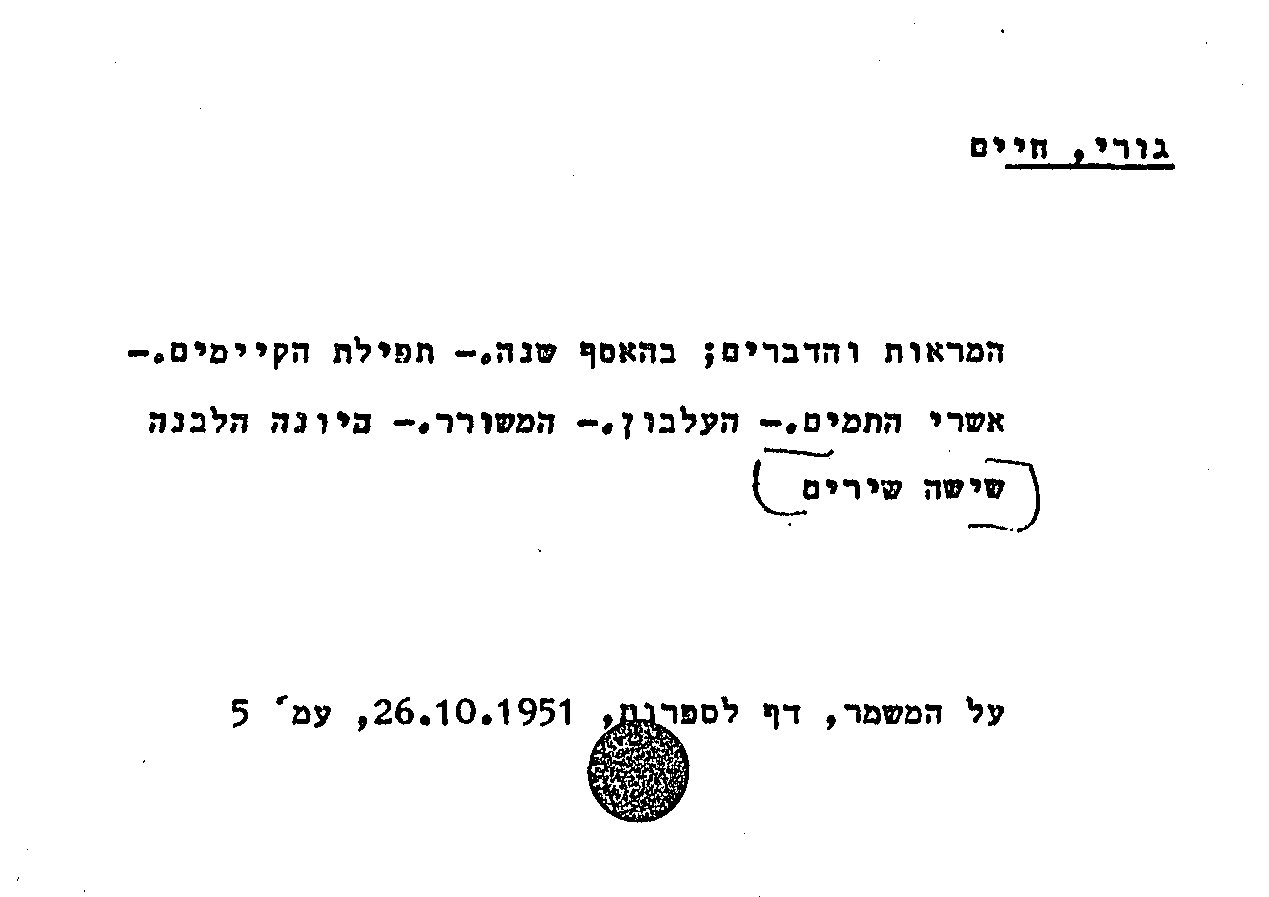 גורי, חיים
המראות והדברים; בהאסף שנה.- תפילת הקיימים.-
אשרי התמים.- העלבון.- המשורר.- היונה הלבנה
(שישה שירים)
על המשמר, דף לספרות, 26.10.1951, עמ' 5